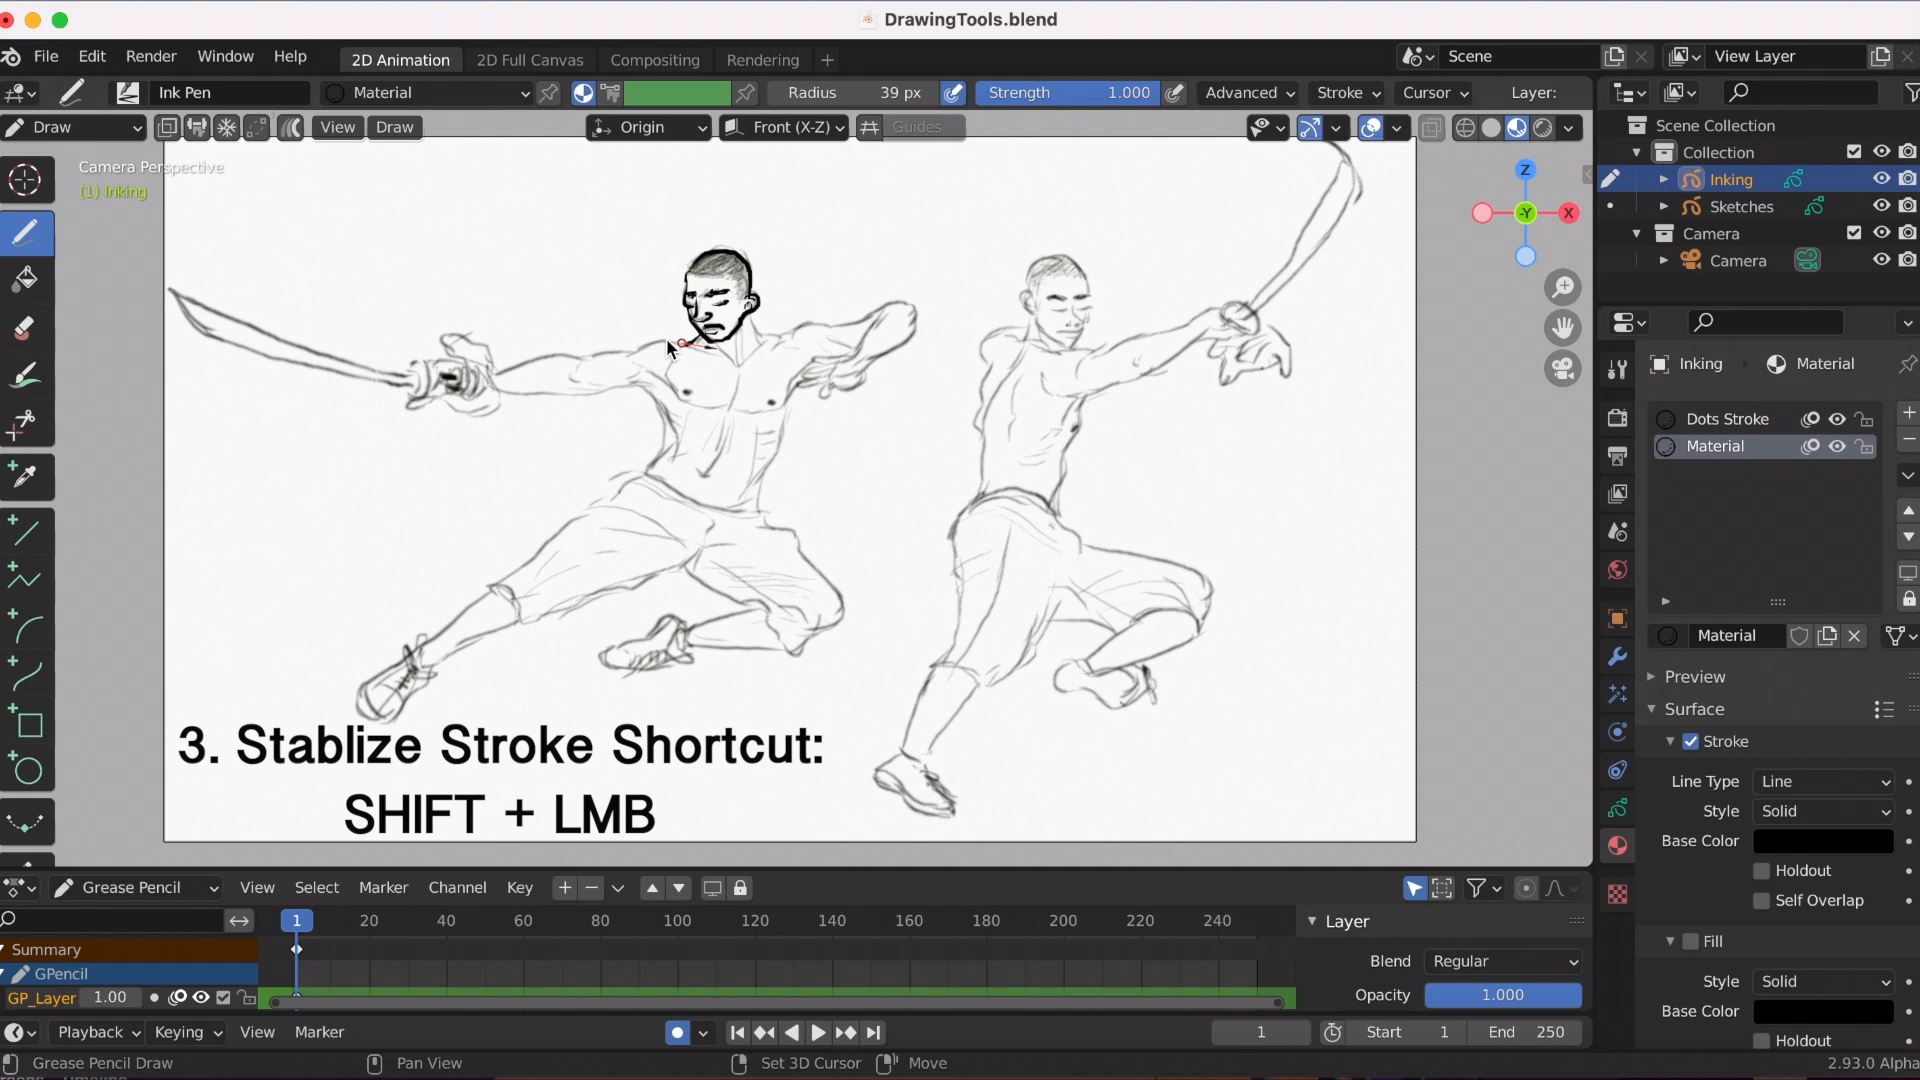 DrawingTools.blend
File Edit Render Window Help 2D Animation 2D Full Canvas Compositing Rendering + Scene View Layer
Ink Pen Material Radius 39 px Strength 1.000 Advanced Stroke Cursor Layer:
Draw View Draw Origin Front (X-Z) Guides
Scene Collection
Collection
Inking
Sketches
Camera
Camera
Camera Perspective
(1) Inking
Z
-Y X
Inking Material
Dots Stroke
Material
Material
Preview
Surface
Stroke
Line Type Line
Style Solid
Base Color
Holdout
Self Overlap
Fill
Style Solid
Base Color
Holdout
3. Stablize Stroke Shortcut:
SHIFT + LMB
Grease Pencil View Select Marker Channel Key
1 20 40 60 80 100 120 140 160 180 200 220 240
Summary
GPencil
GP_Layer 1.00
Layer
Blend Regular
Opacity 1.000
Playback Keying View Marker 1 Start 1 End 250
Grease Pencil Draw Pan View Set 3D Cursor Move 2.93.0 Alpha